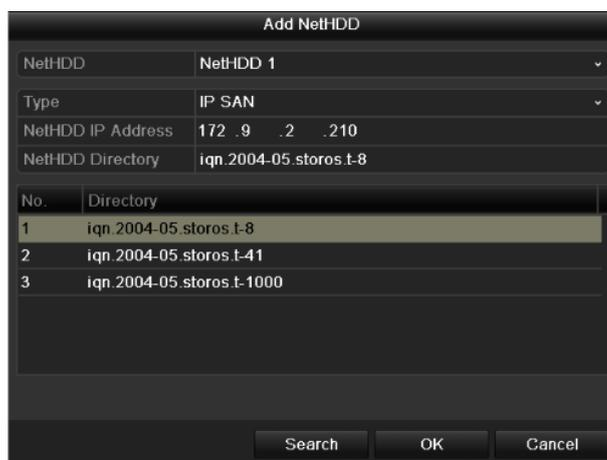 Add NetHDD
NetHDD NetHDD 1
Type IP SAN
NetHDD IP Address 172 .9 .2 .210
NetHDD Directory iqn.2004-05.storos.t-8
No. Directory
1 iqn.2004-05.storos.t-8
2 iqn.2004-05.storos.t-41
3 iqn.2004-05.storos.t-1000
Search OK Cancel